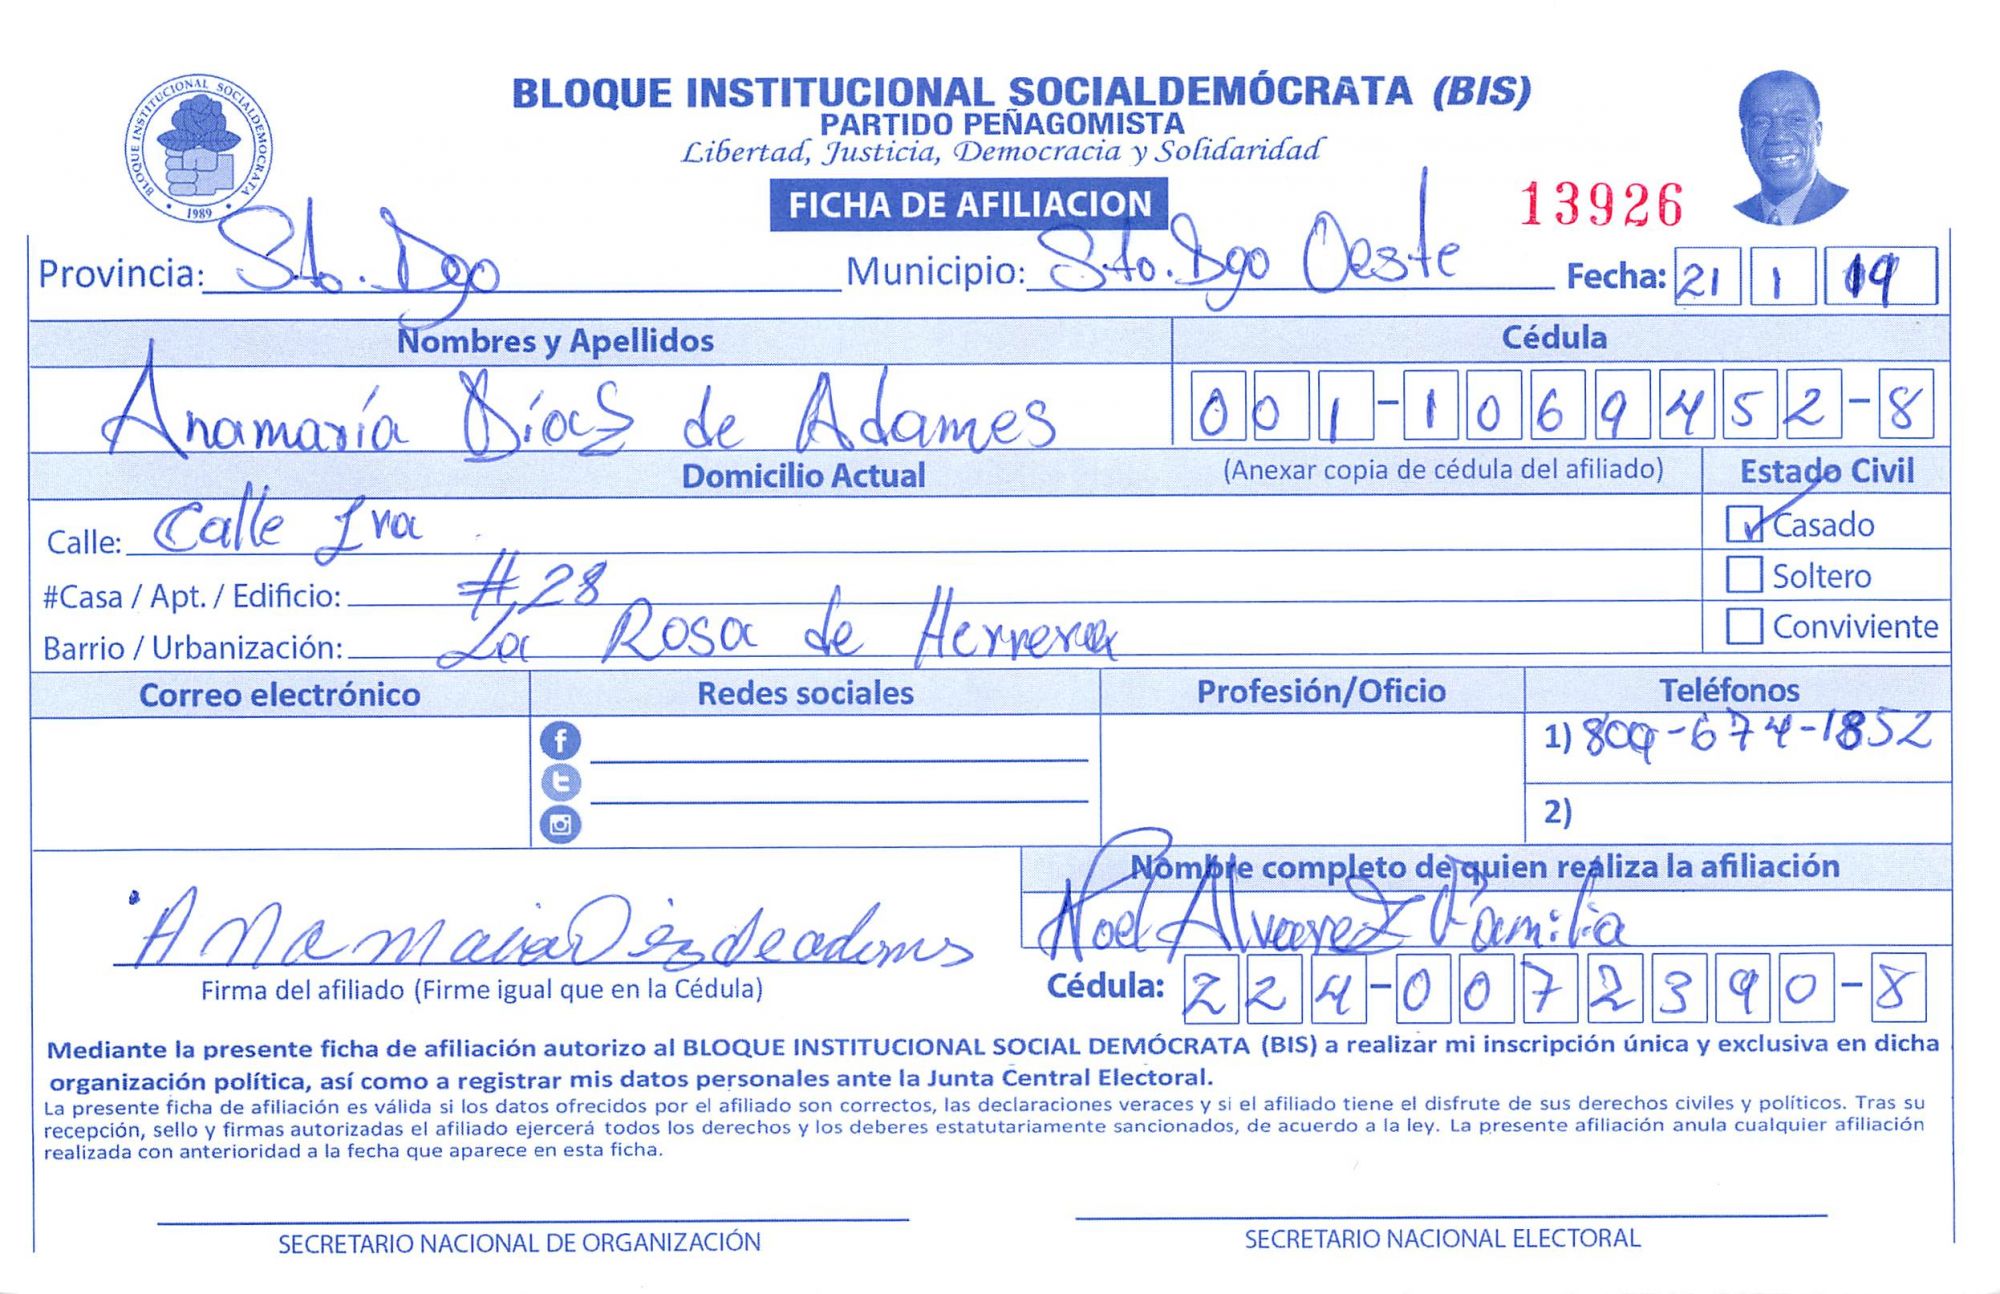 BLOQUE INSTITUCIONAL SOCIALDEMÓCRATA (BIS)
PARTIDO PEÑAGOMISTA
Libertad, Justicia, Democracia y Solidaridad
BLOQUE INSTITUCIONAL SOCIALDEMOCRATA
1989
FICHA DE AFILIACION
13926
Provincia: Sto. Dgo Municipio: Sto. Dgo Oeste Fecha: 21 1 19
Nombres y Apellidos Cédula
Anamaría Díaz de Adames 001-1069452-8
Domicilio Actual (Anexar copia de cédula del afiliado) Estado Civil
Calle: Calle 1ra Casado
#Casa / Apt. / Edificio: #28 Soltero
Barrio / Urbanización: La Rosa de Herrera Conviviente
Correo electrónico Redes sociales Profesión/Oficio Teléfonos
1) 809-674-1852
2)
Nombre completo de quien realiza la afiliación
Ana Maria Diaz de adames Noel Alvarez Familia
Firma del afiliado (Firme igual que en la Cédula) Cédula: 224-0072390-8
Mediante la presente ficha de afiliación autorizo al BLOQUE INSTITUCIONAL SOCIAL DEMÓCRATA (BIS) a realizar mi inscripción única y exclusiva en dicha
organización política, así como a registrar mis datos personales ante la Junta Central Electoral.
La presente ficha de afiliación es válida si los datos ofrecidos por el afiliado son correctos, las declaraciones veraces y si el afiliado tiene el disfrute de sus derechos civiles y políticos. Tras su
recepción, sello y firmas autorizadas el afiliado ejercerá todos los derechos y los deberes estatutariamente sancionados, de acuerdo a la ley. La presente afiliación anula cualquier afiliación
realizada con anterioridad a la fecha que aparece en esta ficha.
SECRETARIO NACIONAL DE ORGANIZACIÓN SECRETARIO NACIONAL ELECTORAL